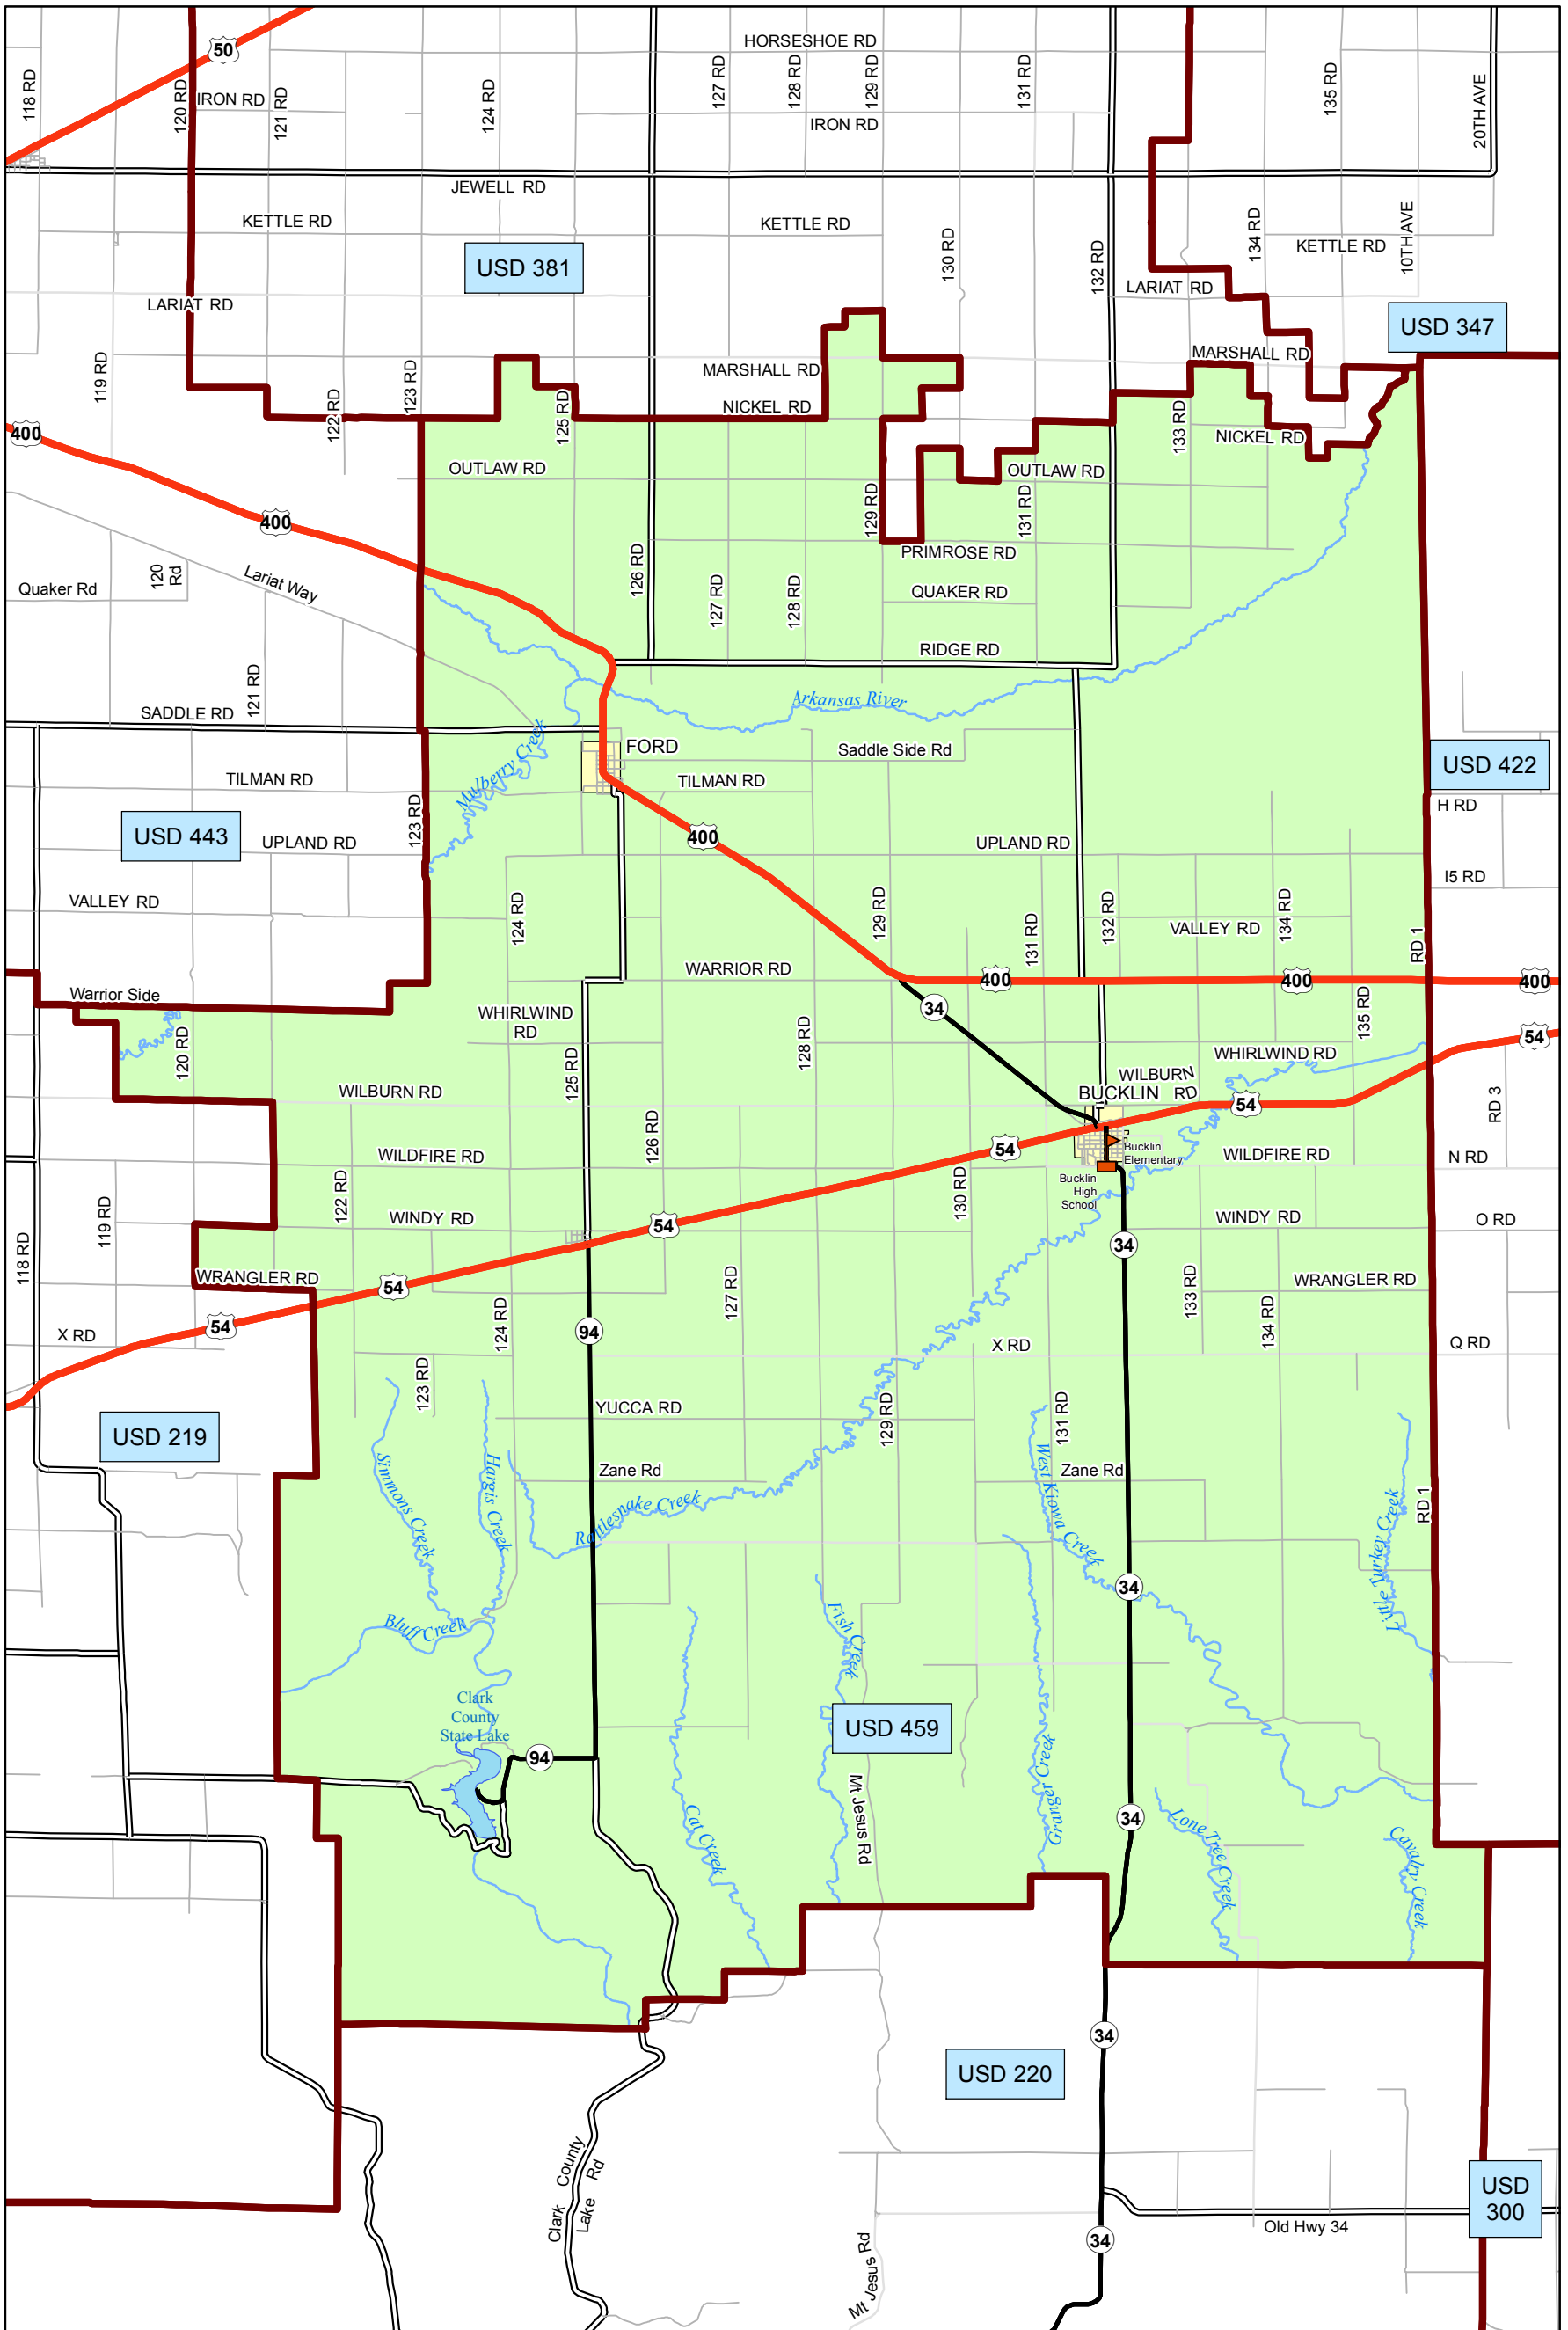 50
HORSESHOE RD
118 RD
120 RD
IRON RD
121 RD
124 RD
127 RD
128 RD
129 RD
131 RD
135 RD
20TH AVE
IRON RD
JEWELL RD
KETTLE RD
KETTLE RD
130 RD
132 RD
134 RD
10TH AVE
KETTLE RD
USD 381
LARIAT RD
LARIAT RD
USD 347
119 RD
123 RD
MARSHALL RD
MARSHALL RD
122 RD
125 RD
NICKEL RD
133 RD
NICKEL RD
400
OUTLAW RD
OUTLAW RD
129 RD
131 RD
400
PRIMROSE RD
Quaker Rd
120
Rd
Lariat Way
126 RD
127 RD
128 RD
QUAKER RD
RIDGE RD
121 RD
Arkansas River
SADDLE RD
Mulberry Creek
FORD
Saddle Side Rd
USD 422
TILMAN RD
TILMAN RD
H RD
USD 443
123 RD
400
UPLAND RD
UPLAND RD
I5 RD
VALLEY RD
124 RD
129 RD
131 RD
132 RD
134 RD
VALLEY RD
RD 1
WARRIOR RD
400
400
400
Warrior Side
34
WHIRLWIND
RD
120 RD
125 RD
128 RD
135 RD
54
WHIRLWIND RD
WILBURN RD
WILBURN
RD
BUCKLIN
54
RD 3
126 RD
54
Bucklin
Elementary
WILDFIRE RD
WILDFIRE RD
N RD
Bucklin
High
School
119 RD
122 RD
130 RD
WINDY RD
54
WINDY RD
O RD
118 RD
34
WRANGLER RD
54
127 RD
133 RD
WRANGLER RD
54
X RD
124 RD
94
134 RD
X RD
Q RD
123 RD
129 RD
131 RD
YUCCA RD
USD 219
Simmons Creek
Hargis Creek
Zane Rd
West Kiowa Creek
Zane Rd
Rattlesnake Creek
RD 1
Little Turkey Creek
34
Bluff Creek
Fish Creek
Clark
County
State Lake
USD 459
94
Granger Creek
Mt Jesus Rd
Cat Creek
34
Lone Tree Creek
Cavalry Creek
34
USD 220
Clark County
Lake Rd
USD
300
Old Hwy 34
34
Mt Jesus Rd